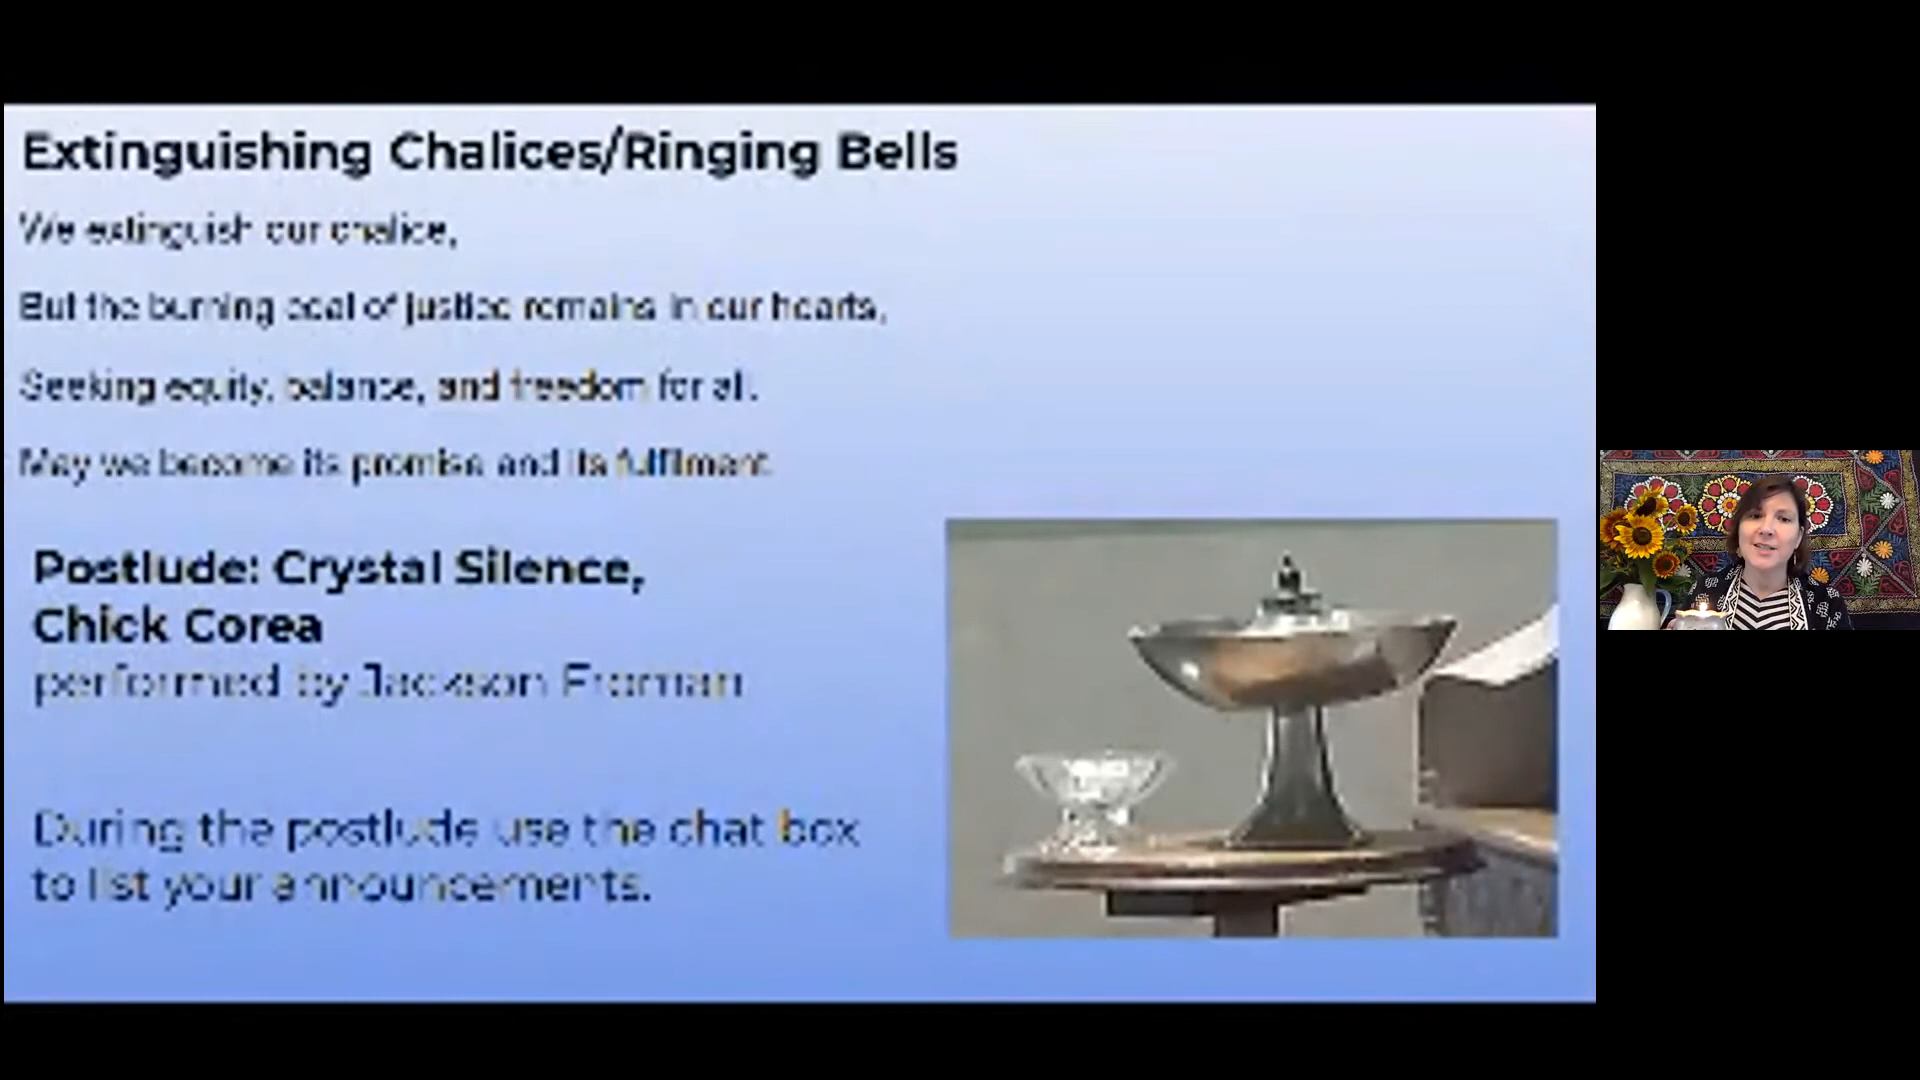 Extinguishing Chalices/Ringing Bells
We extinguish our chalice,
But the burning coal of justice remains in our hearts,
Seeking equity, balance, and freedom for all.
May we become its promise and its fulfilment
Postlude: Crystal Silence,
Chick Corea
performed by Jackson Froman
During the postlude use the chat box
to list your announcements.